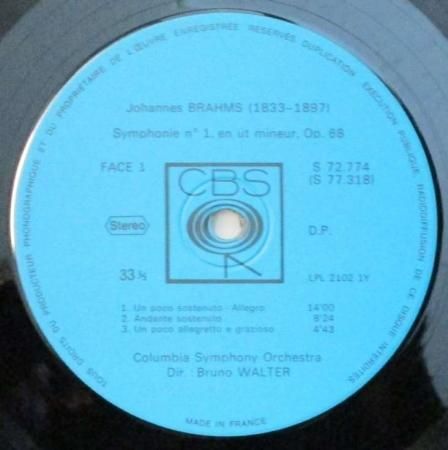 TOUS DROITS DU PRODUCTEUR PHONOGRAPHIQUE ET DU PROPRIÉTAIRE DE L'ŒUVRE ENREGISTRÉE RÉSERVÉS DUPLICATION EXÉCUTION PUBLIQUE, RADIODIFFUSION DE CE DISQUE INTERDITES
Johannes BRAHMS (1833-1897)
Symphonie n° 1, en ut mineur, Op. 68
FACE 1 CBS S 72.774
(S 77.318)
Stereo D.P.
33 ⅓ LPL 2102 1Y
1. Un poco sostenuto - Allegro 14'00
2. Andante sostenuto 8'24
3. Un poco allegretto e grazioso 4'43
Columbia Symphony Orchestra
Dir. : Bruno WALTER
MADE IN FRANCE